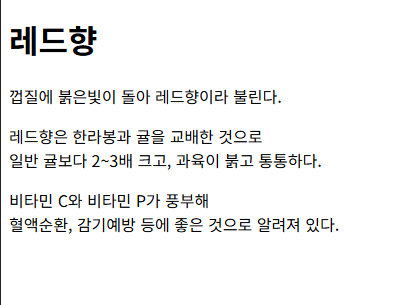 레드향
껍질에 붉은빛이 돌아 레드향이라 불린다.
레드향은 한라봉과 귤을 교배한 것으로
일반 귤보다 2~3배 크고, 과육이 붉고 통통하다.
비타민 C와 비타민 P가 풍부해
혈액순환, 감기예방 등에 좋은 것으로 알려져 있다.